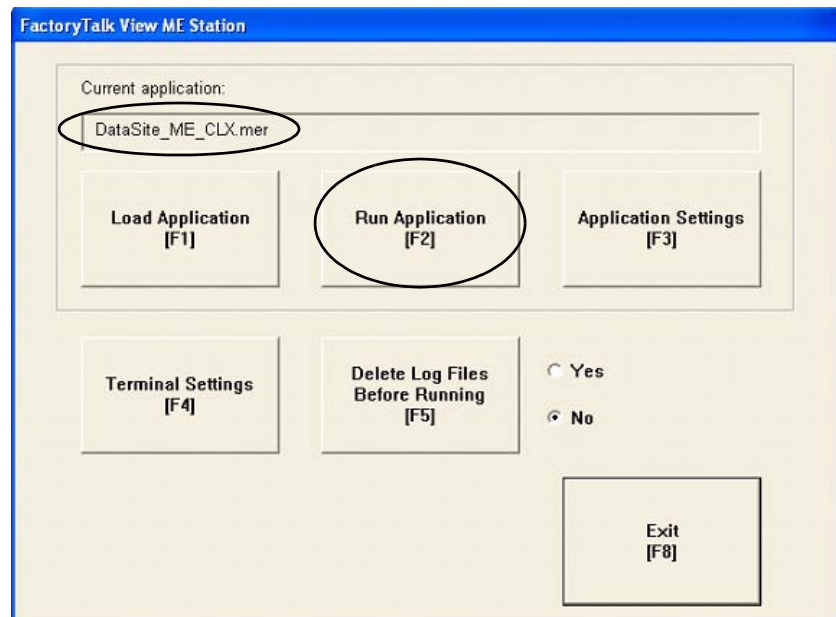 FactoryTalk View ME Station
Current application:
DataSite_ME_CLX.mer
Load Application
[F1]
Run Application
[F2]
Application Settings
[F3]
Terminal Settings
[F4]
Delete Log Files
Before Running
[F5]
Yes
No
Exit
[F8]